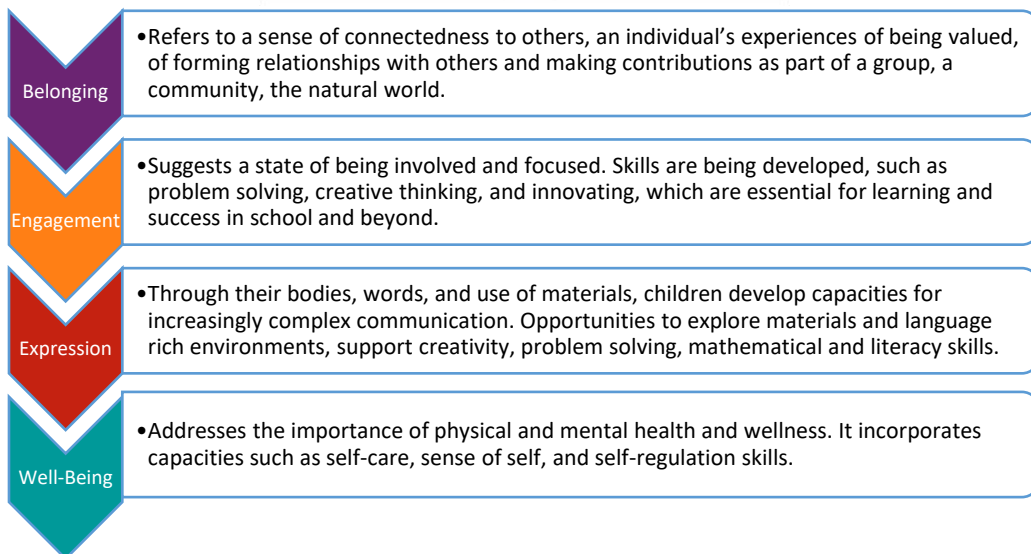 Belonging
•Refers to a sense of connectedness to others, an individual’s experiences of being valued,
of forming relationships with others and making contributions as part of a group, a
community, the natural world.
Engagement
•Suggests a state of being involved and focused. Skills are being developed, such as
problem solving, creative thinking, and innovating, which are essential for learning and
success in school and beyond.
Expression
•Through their bodies, words, and use of materials, children develop capacities for
increasingly complex communication. Opportunities to explore materials and language
rich environments, support creativity, problem solving, mathematical and literacy skills.
Well-Being
•Addresses the importance of physical and mental health and wellness. It incorporates
capacities such as self-care, sense of self, and self-regulation skills.